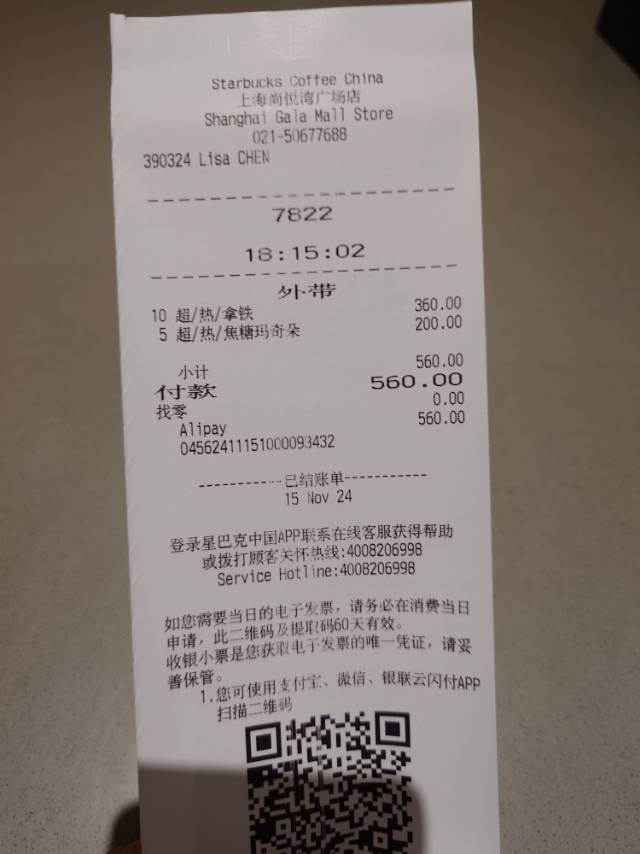 Starbucks Coffee China
上海尚悦湾广场店
Shanghai Gala Mall Store
021-50677688
390324 Lisa CHEN
7822
18:15:02
外带
10 超/热/拿铁 360.00
5 超/热/焦糖玛奇朵 200.00
小计 560.00
付款 560.00
找零 0.00
Alipay 560.00
04562411151000093432
-----------已结账单-----------
15 Nov 24
登录星巴克中国APP联系在线客服获得帮助
或拨打顾客关怀热线:4008206998
Service Hotline:4008206998
如您需要当日的电子发票，请务必在消费当日
申请，此二维码及提取码60天有效。
收银小票是您获取电子发票的唯一凭证，请妥
善保管。
1.您可使用支付宝、微信、银联云闪付APP
扫描二维码